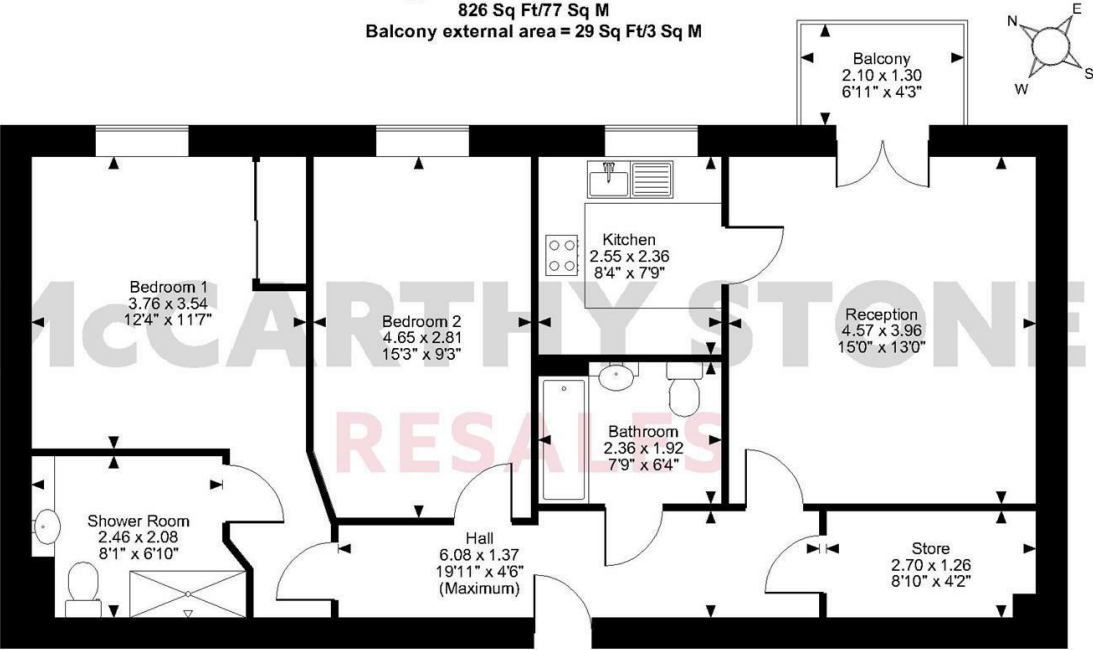 826 Sq Ft/77 Sq M
Balcony external area = 29 Sq Ft/3 Sq M
N
E
S
W
Balcony
2.10 x 1.30
6'11" x 4'3"
Bedroom 1
3.76 x 3.54
12'4" x 11'7"
Bedroom 2
4.65 x 2.81
15'3" x 9'3"
Kitchen
2.55 x 2.36
8'4" x 7'9"
Reception
4.57 x 3.96
15'0" x 13'0"
McCARTHY STONE
RESALES
Bathroom
2.36 x 1.92
7'9" x 6'4"
Shower Room
2.46 x 2.08
8'1" x 6'10"
Hall
6.08 x 1.37
19'11" x 4'6"
(Maximum)
Store
2.70 x 1.26
8'10" x 4'2"